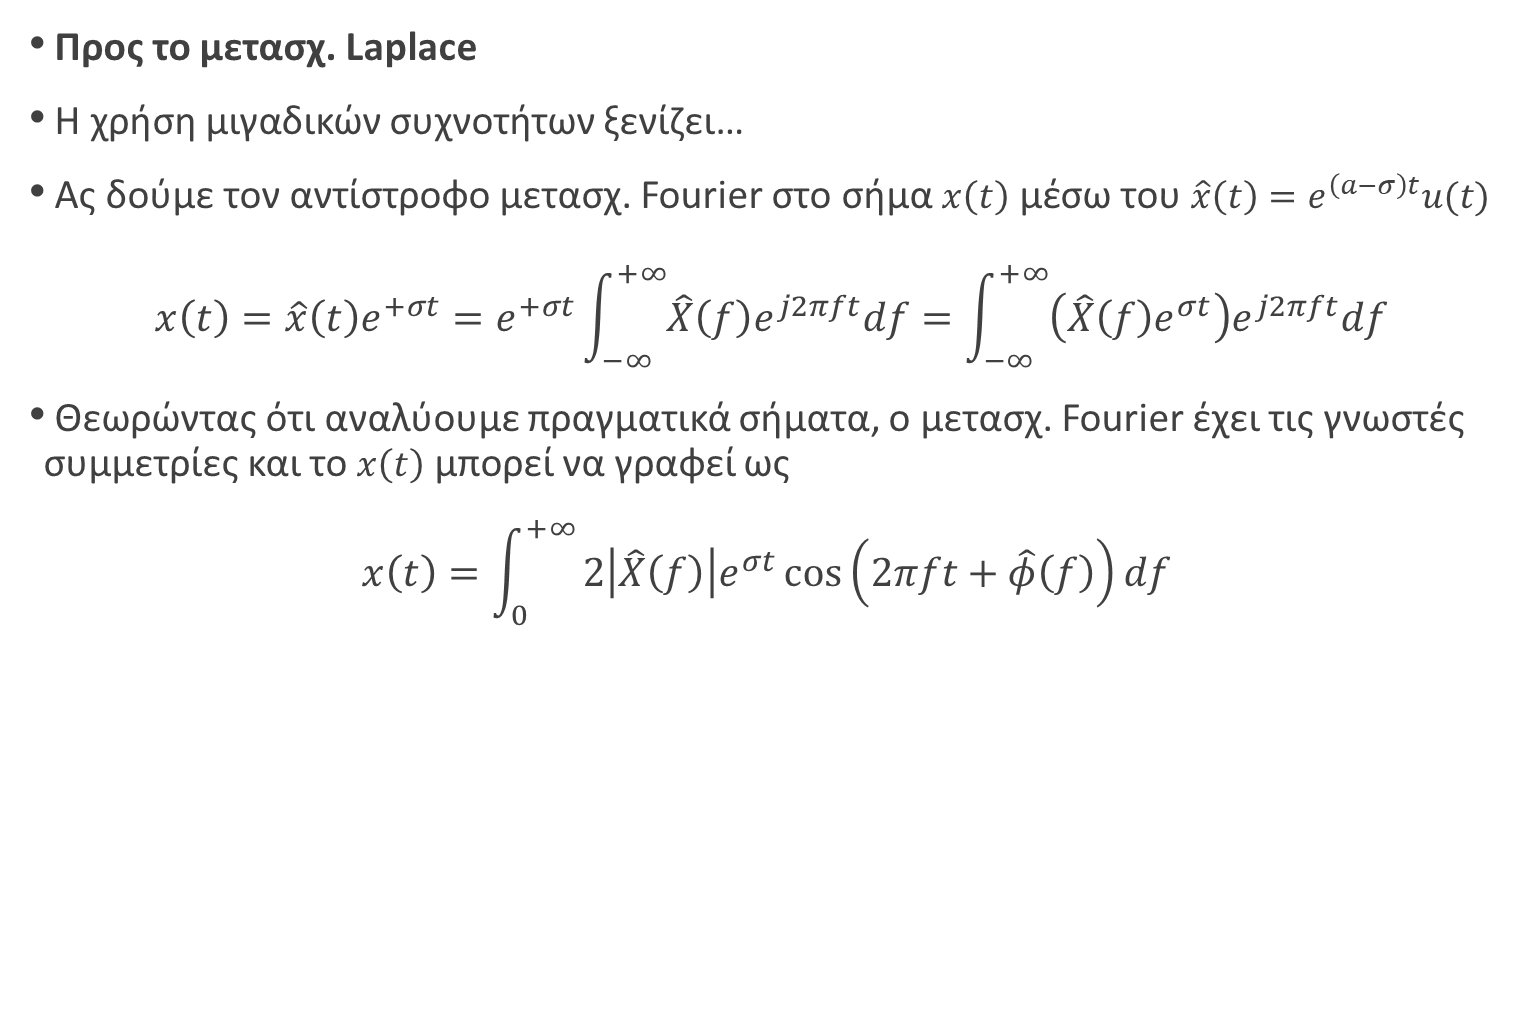 • Προς το μετασχ. Laplace
• Η χρήση μιγαδικών συχνοτήτων ξενίζει…
• Ας δούμε τον αντίστροφο μετασχ. Fourier στο σήμα x(t) μέσω του x̂(t) = e^{(a−σ)t}u(t)
x(t) = x̂(t)e^{+σt} = e^{+σt} ∫_{−∞}^{+∞} X̂(f)e^{j2πft}df = ∫_{−∞}^{+∞} (X̂(f)e^{σt})e^{j2πft}df
• Θεωρώντας ότι αναλύουμε πραγματικά σήματα, ο μετασχ. Fourier έχει τις γνωστές
συμμετρίες και το x(t) μπορεί να γραφεί ως
x(t) = ∫_{0}^{+∞} 2|X̂(f)|e^{σt} cos(2πft + ϕ̂(f)) df